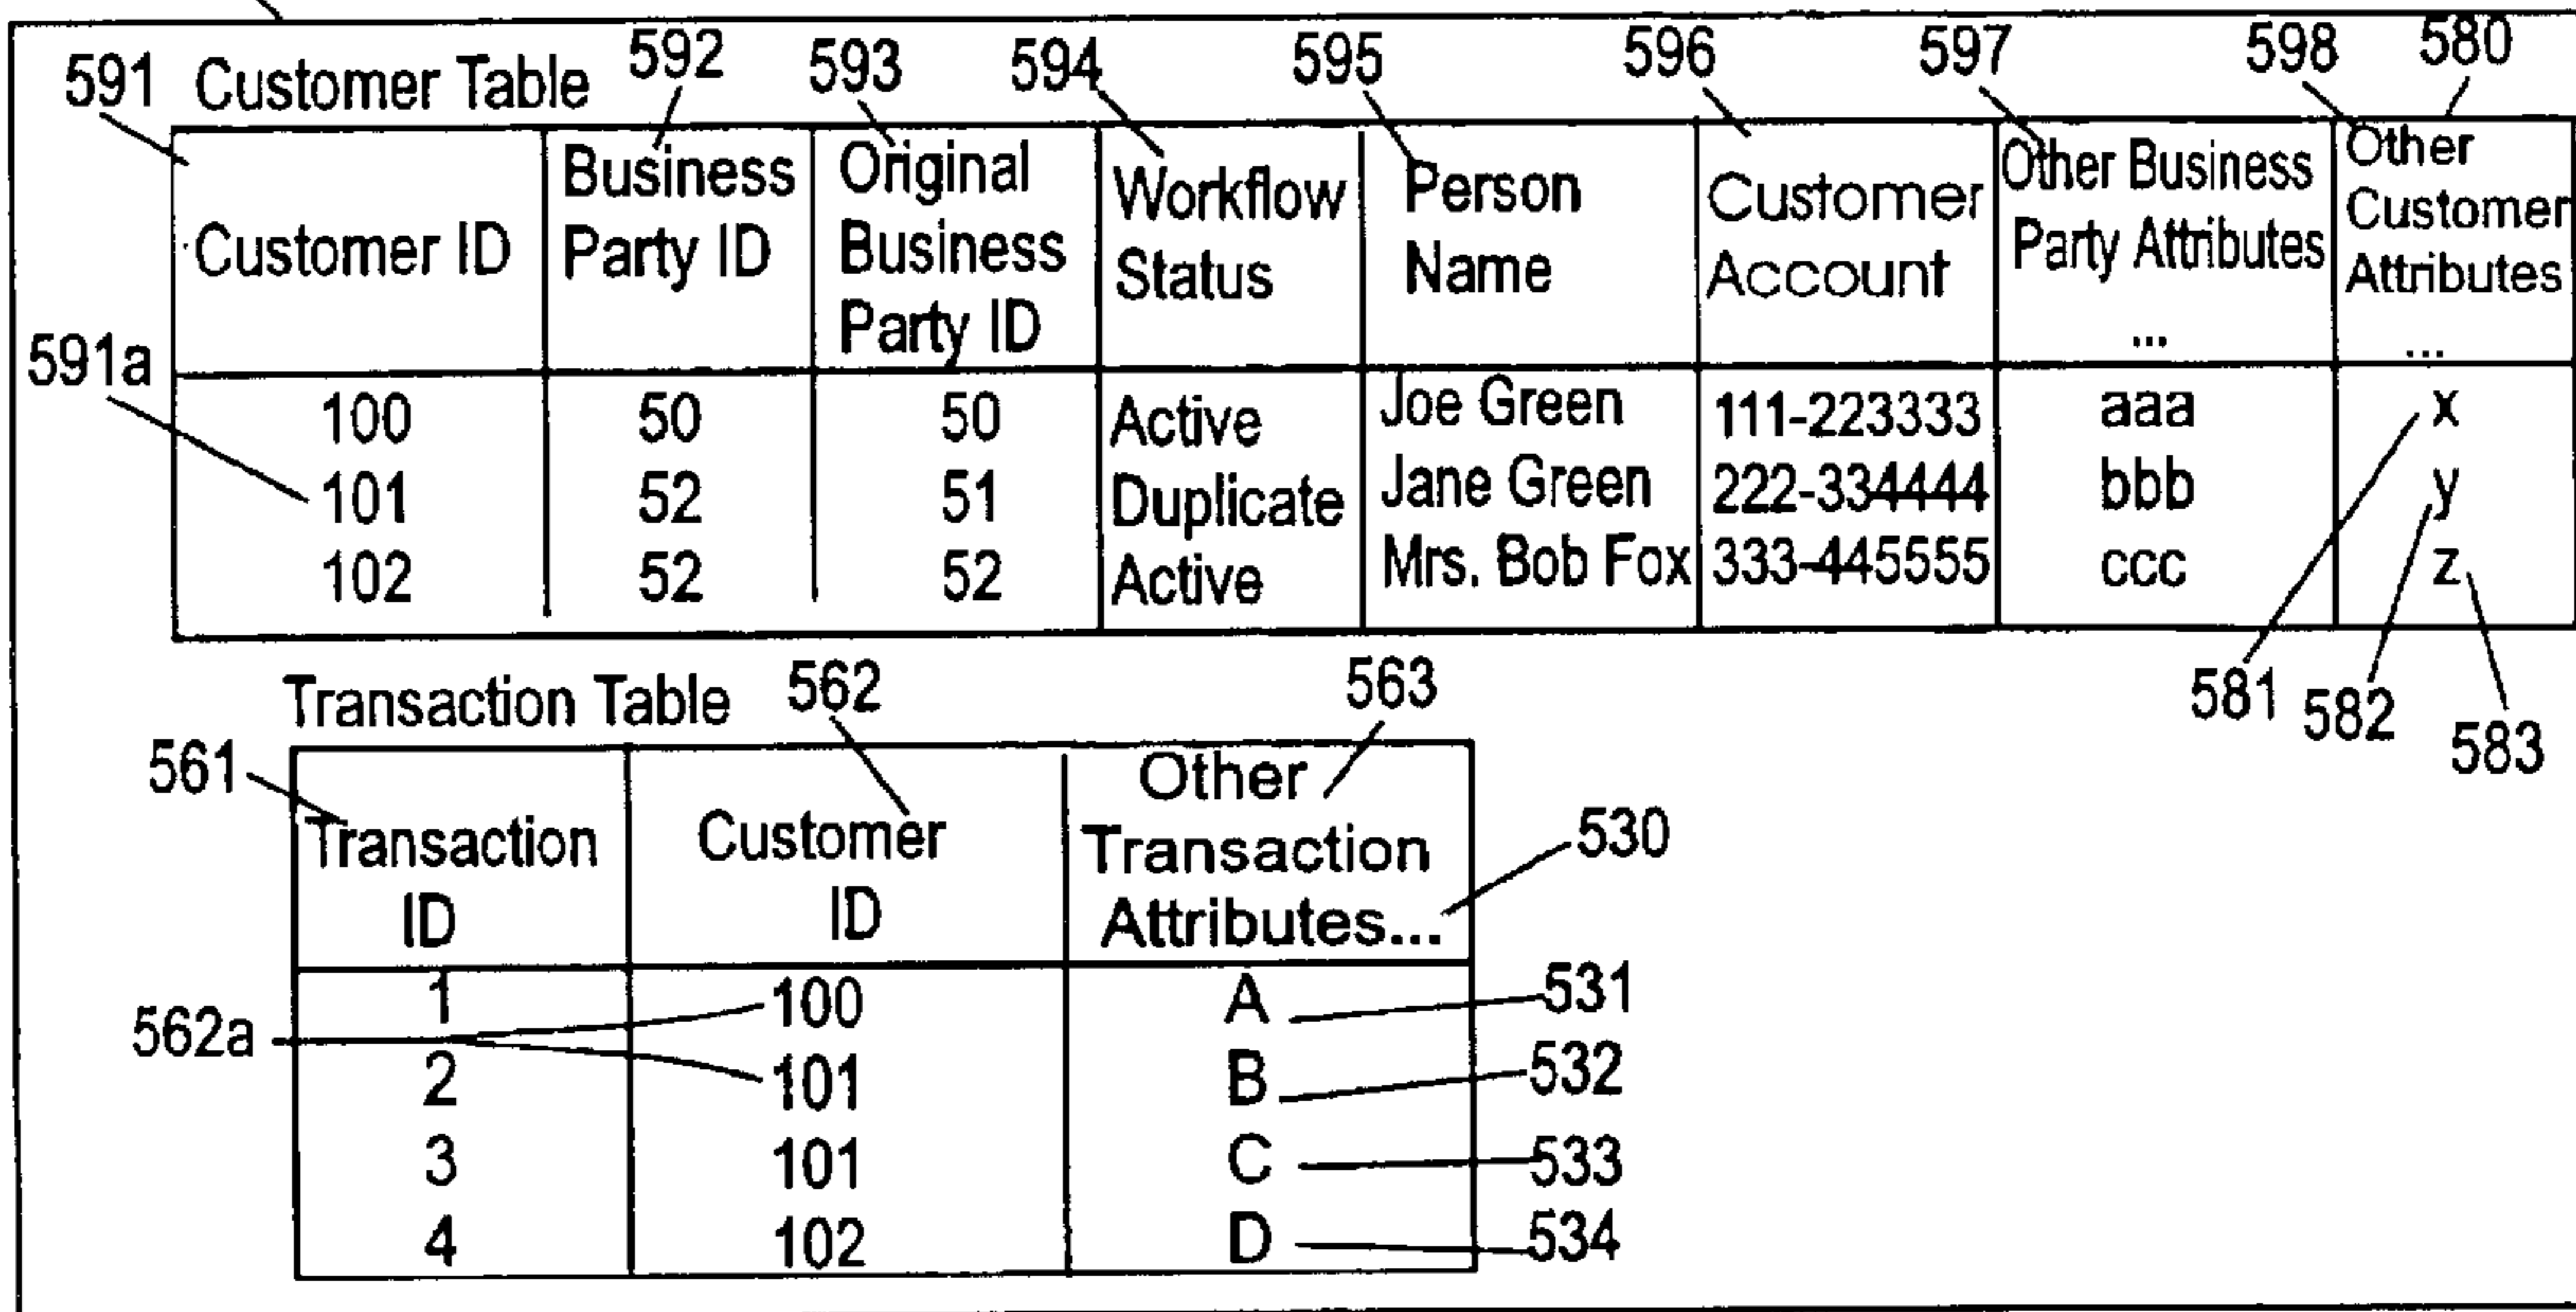 592 593 594 595 596 597 598 580
591 Customer Table
Customer ID
Business
Party ID
Original
Business
Party ID
Workflow
Status
Person
Name
Customer
Account
Other Business
Party Attributes
...
Other
Customer
Attributes
...
591a
100 50 50 Active Joe Green 111-223333 aaa x
101 52 51 Duplicate Jane Green 222-334444 bbb y
102 52 52 Active Mrs. Bob Fox 333-445555 ccc z
581 582 583
Transaction Table 562 563
561
Transaction
ID
Customer
ID
Other
Transaction
Attributes...
530
1 100 A 531
562a
2 101 B 532
3 101 C 533
4 102 D 534